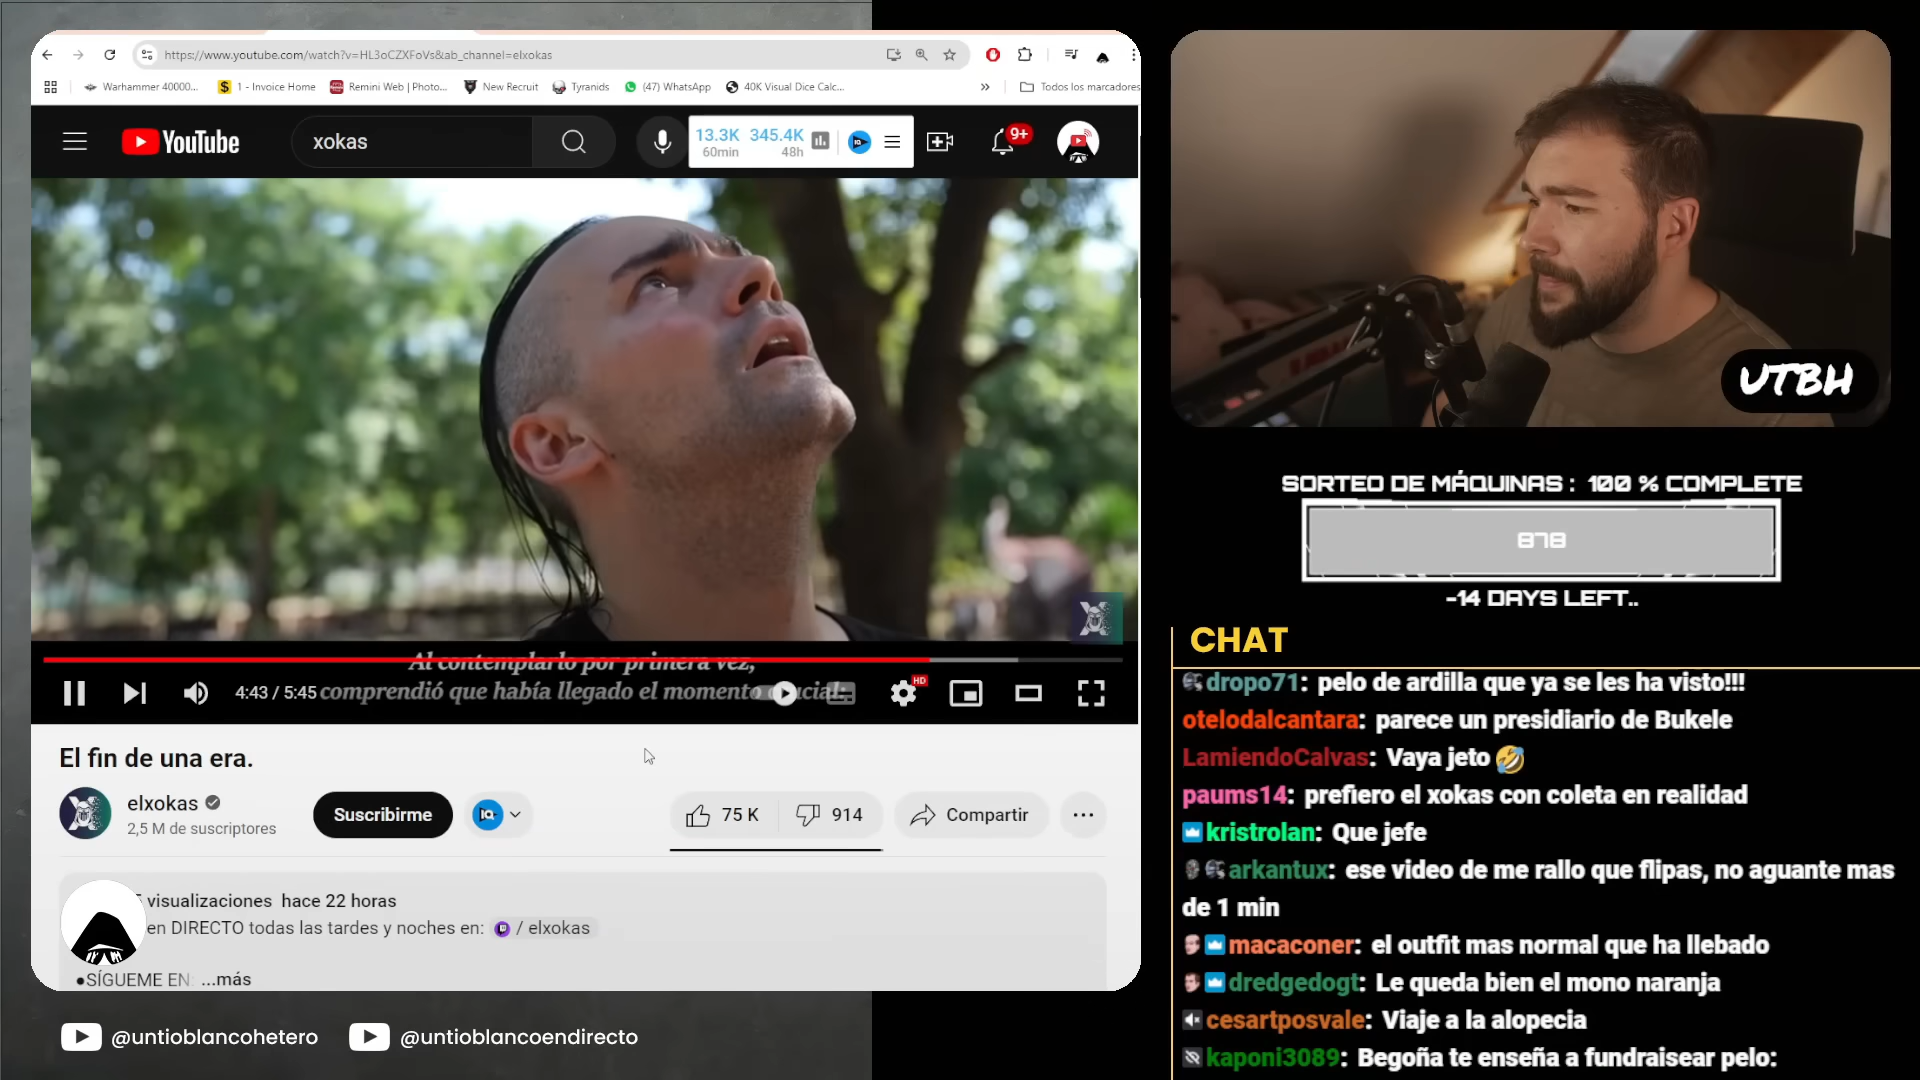 https://www.youtube.com/watch?v=HL3oCZXFoVs&ab_channel=elxokas
Warhammer 40000...
1 - Invoice Home
Remini Web | Photo...
New Recruit
Tyranids
(47) WhatsApp
40K Visual Dice Calc...
»
Todos los marcadores
YouTube
xokas
13.3K 345.4K
60min 48h
9+
Al contemplarlo por primera vez,
4:43 / 5:45
comprendió que había llegado el momento
HD
El fin de una era.
elxokas
2,5 M de suscriptores
Suscribirme
75 K
914
Compartir
visualizaciones hace 22 horas
en DIRECTO todas las tardes y noches en: / elxokas
●SÍGUEME EN: ...más
@untioblancohetero
@untioblancoendirecto
UTBH
SORTEO DE MÁQUINAS : 100 % COMPLETE
878
-14 DAYS LEFT..
CHAT
dropo71: pelo de ardilla que ya se les ha visto!!!
otelodalcantara: parece un presidiario de Bukele
LamiendoCalvas: Vaya jeto 🤣
paums14: prefiero el xokas con coleta en realidad
kristrolan: Que jefe
arkantux: ese video de me rallo que flipas, no aguante mas
de 1 min
macaconer: el outfit mas normal que ha llebado
dredgedogt: Le queda bien el mono naranja
cesartposvale: Viaje a la alopecia
kaponi3089: Begoña te enseña a fundraisear pelo: